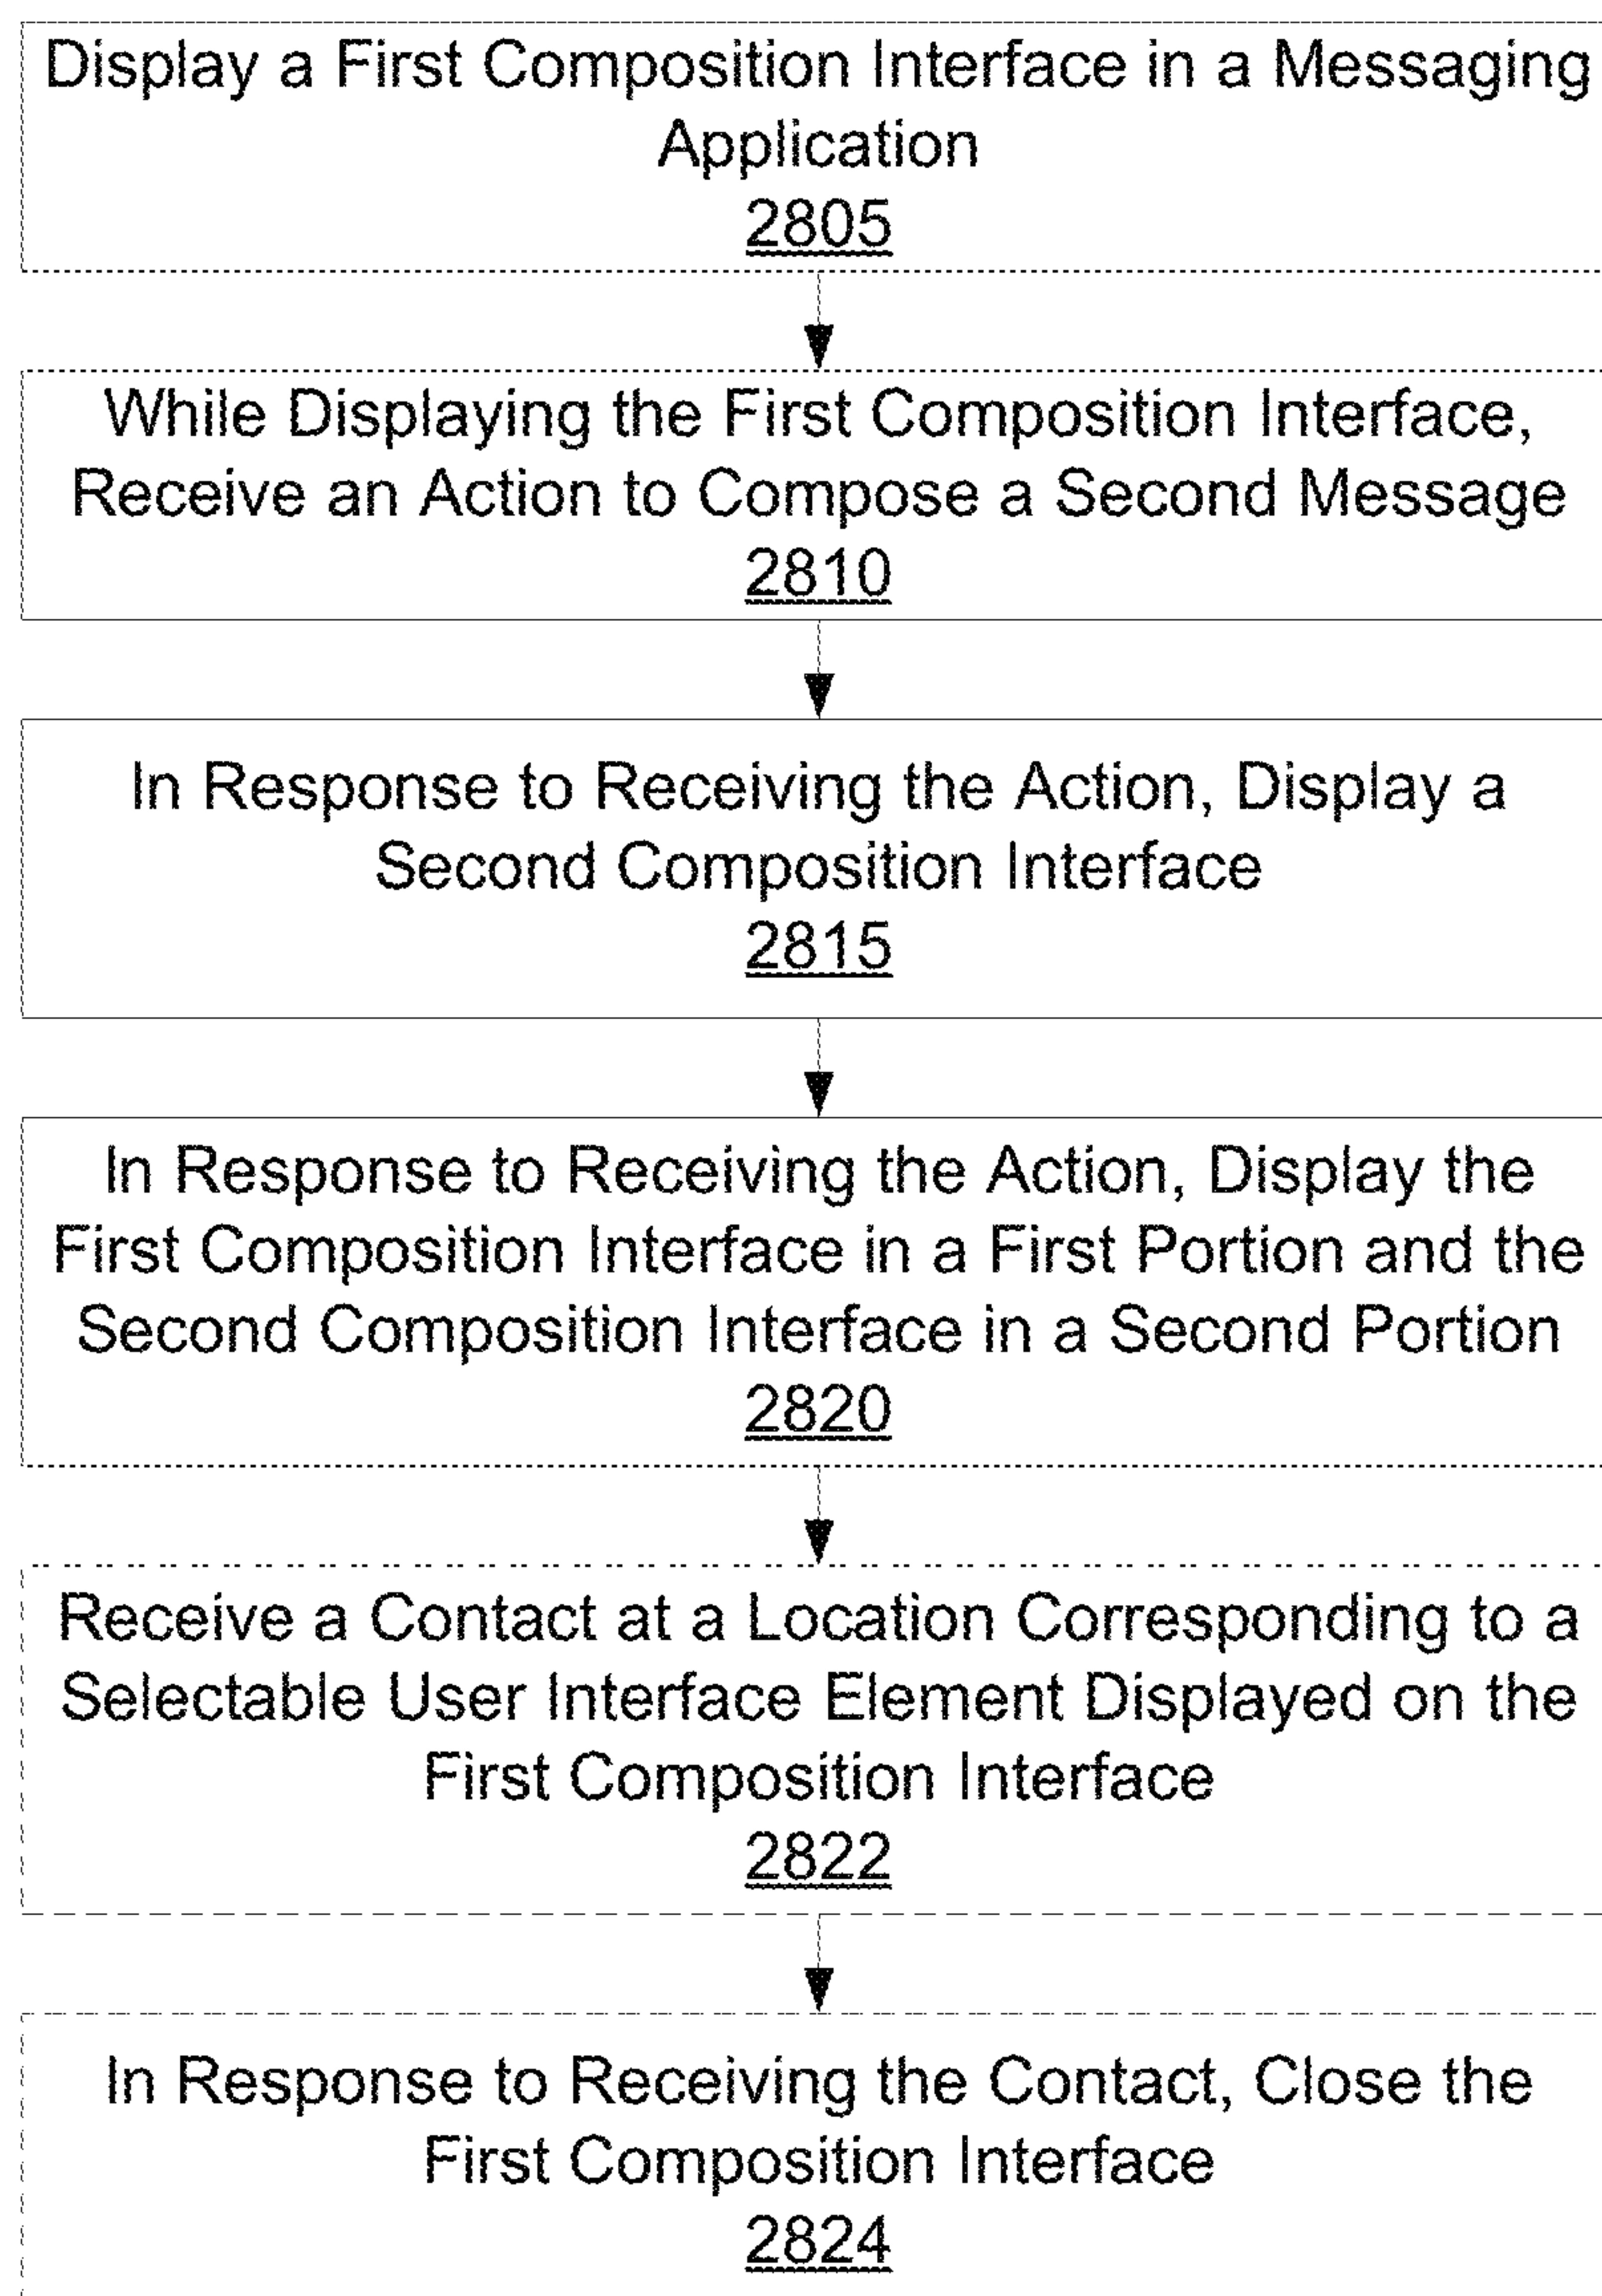 Display a First Composition Interface in a Messaging
Application
2805
While Displaying the First Composition Interface,
Receive an Action to Compose a Second Message
2810
In Response to Receiving the Action, Display a
Second Composition Interface
2815
In Response to Receiving the Action, Display the
First Composition Interface in a First Portion and the
Second Composition Interface in a Second Portion
2820
Receive a Contact at a Location Corresponding to a
Selectable User Interface Element Displayed on the
First Composition Interface
2822
In Response to Receiving the Contact, Close the
First Composition Interface
2824